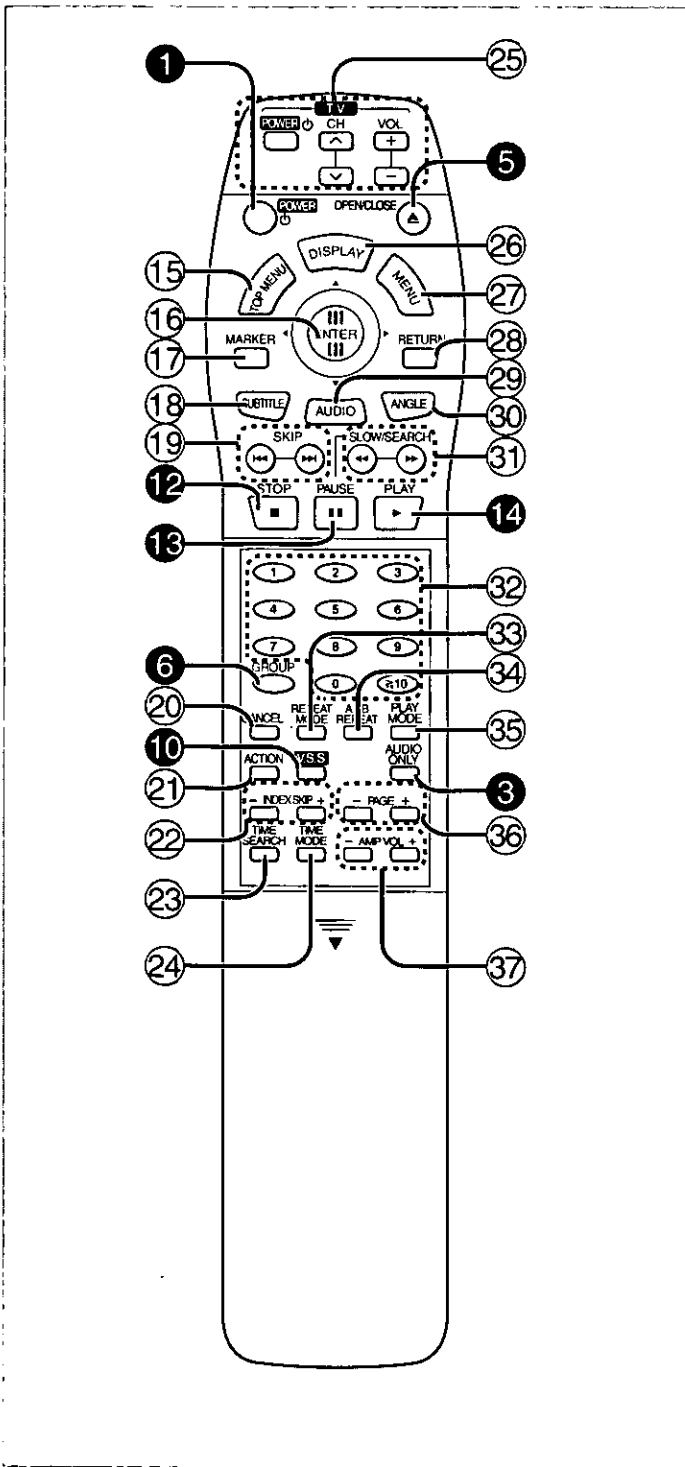 1 25
TV
POWER CH VOL
+
−
5
POWER OPEN/CLOSE
DISPLAY 26
15 TOP MENU MENU 27
16 ENTER
17 MARKER RETURN 28
29
18 SUBTITLE AUDIO ANGLE 30
19 SKIP SLOW/SEARCH 31
12 STOP PAUSE PLAY
13 14
1 2 3 32
4 5 6
7 8 9 33
6 GROUP 0 ≧10 34
20 CANCEL REPEAT MODE A-B REPEAT PLAY MODE 35
10 ACTION V.S.S AUDIO ONLY 3
21
− INDEX SKIP + − PAGE +
22 36
TIME SEARCH TIME MODE − AMP VOL +
23
24 37